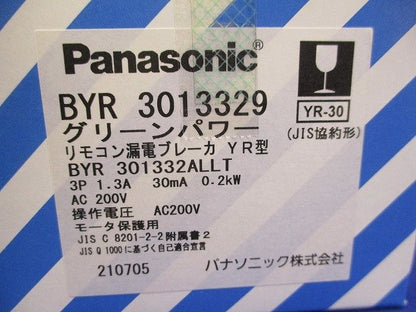 Panasonic®
BYR 3013329
グリーンパワー
リモコン漏電ブレーカ YR型
YR-30
(JIS協約形)
BYR 301332ALLT
3P 1.3A 30mA 0.2kW
AC 200V
操作電圧 AC200V
モータ保護用
JIS C 8201-2-2 附属書2
JIS Q 1000に基づく自己適合宣言
210705 パナソニック株式会社